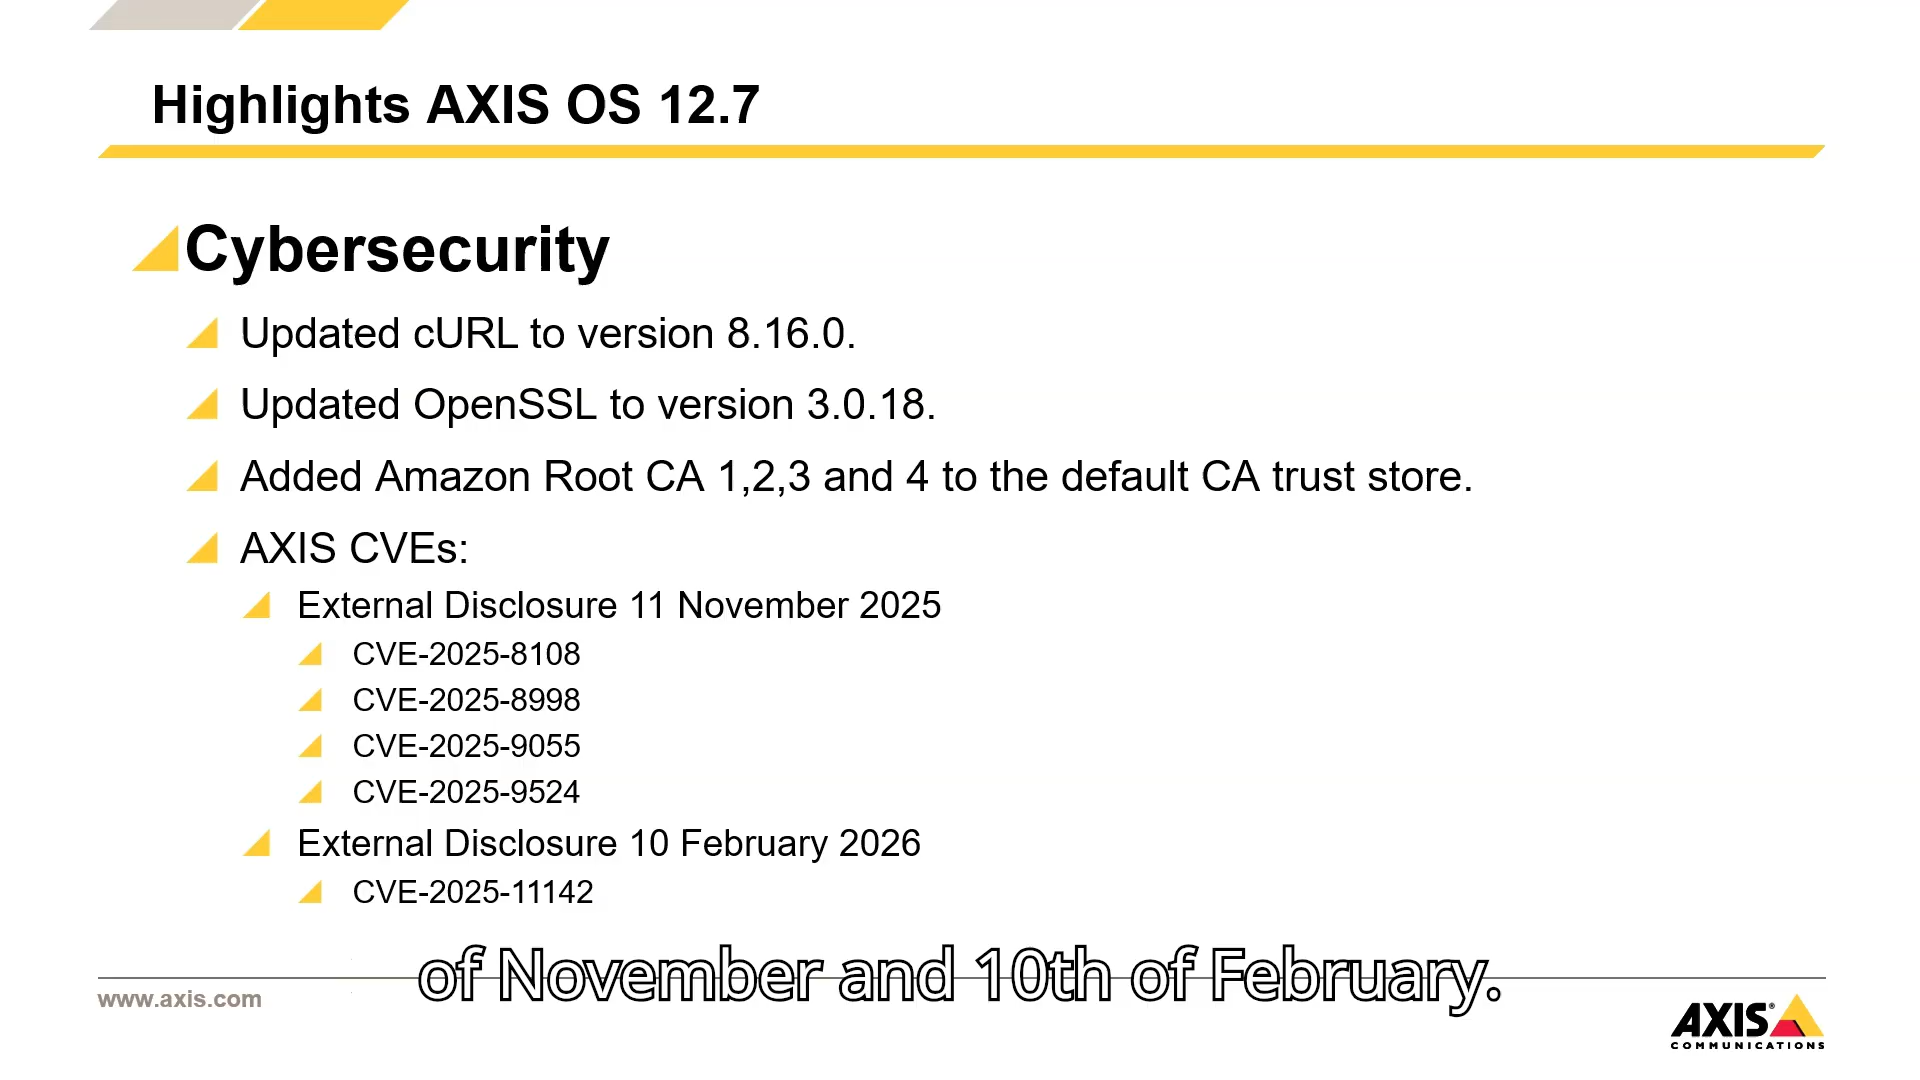 Highlights AXIS OS 12.7
Cybersecurity
Updated cURL to version 8.16.0.
Updated OpenSSL to version 3.0.18.
Added Amazon Root CA 1,2,3 and 4 to the default CA trust store.
AXIS CVEs:
External Disclosure 11 November 2025
CVE-2025-8108
CVE-2025-8998
CVE-2025-9055
CVE-2025-9524
External Disclosure 10 February 2026
CVE-2025-11142
of November and 10th of February.
www.axis.com
AXIS®
COMMUNICATIONS